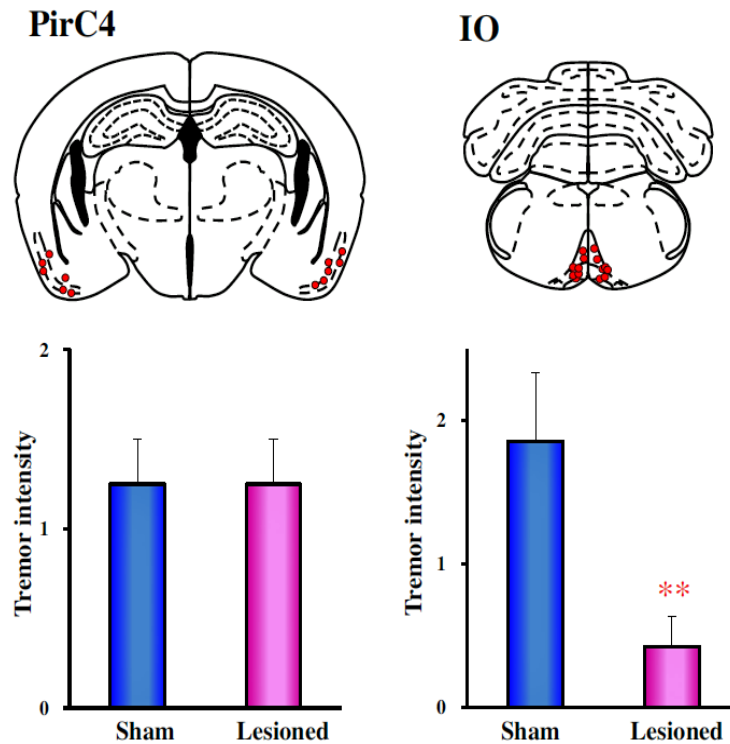 PirC4
IO
Tremor intensity
2
1
0
Sham
Lesioned
Tremor intensity
2
1
0
**
Sham
Lesioned